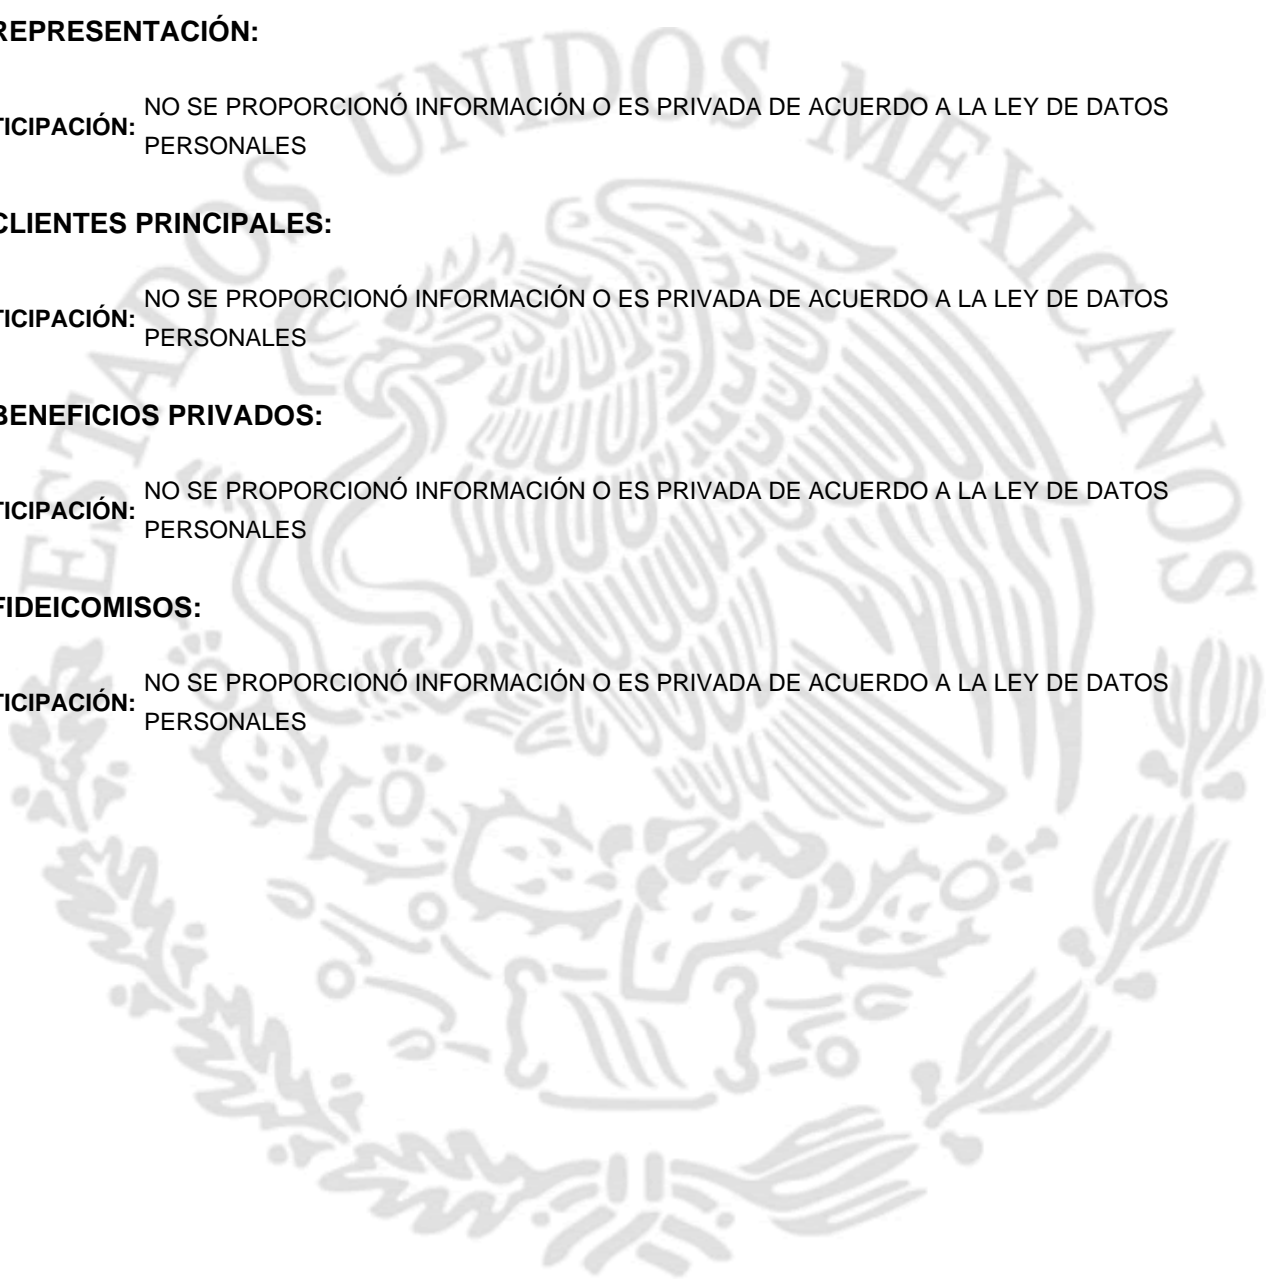 REPRESENTACIÓN:
NO SE PROPORCIONÓ INFORMACIÓN O ES PRIVADA DE ACUERDO A LA LEY DE DATOS
TICIPACIÓN:
PERSONALES
CLIENTES PRINCIPALES:
NO SE PROPORCIONÓ INFORMACIÓN O ES PRIVADA DE ACUERDO A LA LEY DE DATOS
TICIPACIÓN:
PERSONALES
BENEFICIOS PRIVADOS:
NO SE PROPORCIONÓ INFORMACIÓN O ES PRIVADA DE ACUERDO A LA LEY DE DATOS
TICIPACIÓN:
PERSONALES
FIDEICOMISOS:
NO SE PROPORCIONÓ INFORMACIÓN O ES PRIVADA DE ACUERDO A LA LEY DE DATOS
TICIPACIÓN:
PERSONALES
ESTADOS UNIDOS MEXICANOS